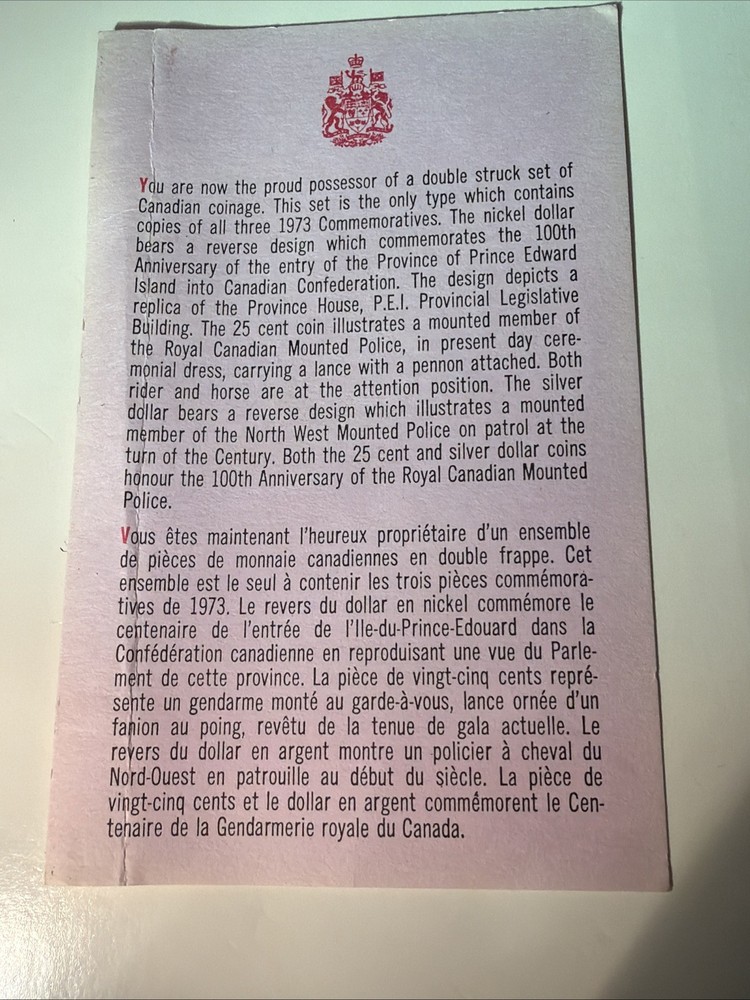 You are now the proud possessor of a double struck set of
Canadian coinage. This set is the only type which contains
copies of all three 1973 Commemoratives. The nickel dollar
bears a reverse design which commemorates the 100th
Anniversary of the entry of the Province of Prince Edward
Island into Canadian Confederation. The design depicts a
replica of the Province House, P.E.I. Provincial Legislative
Building. The 25 cent coin illustrates a mounted member of
the Royal Canadian Mounted Police, in present day cere-
monial dress, carrying a lance with a pennon attached. Both
rider and horse are at the attention position. The silver
dollar bears a reverse design which illustrates a mounted
member of the North West Mounted Police on patrol at the
turn of the Century. Both the 25 cent and silver dollar coins
honour the 100th Anniversary of the Royal Canadian Mounted
Police.
Vous êtes maintenant l'heureux propriétaire d'un ensemble
de pièces de monnaie canadiennes en double frappe. Cet
ensemble est le seul à contenir les trois pièces commémora-
tives de 1973. Le revers du dollar en nickel commémore le
centenaire de l'entrée de l'Ile-du-Prince-Edouard dans la
Confédération canadienne en reproduisant une vue du Parle-
ment de cette province. La pièce de vingt-cinq cents repré-
sente un gendarme monté au garde-à-vous, lance ornée d'un
fanion au poing, revêtu de la tenue de gala actuelle. Le
revers du dollar en argent montre un policier à cheval du
Nord-Ouest en patrouille au début du siècle. La pièce de
vingt-cinq cents et le dollar en argent commémorent le Cen-
tenaire de la Gendarmerie royale du Canada.